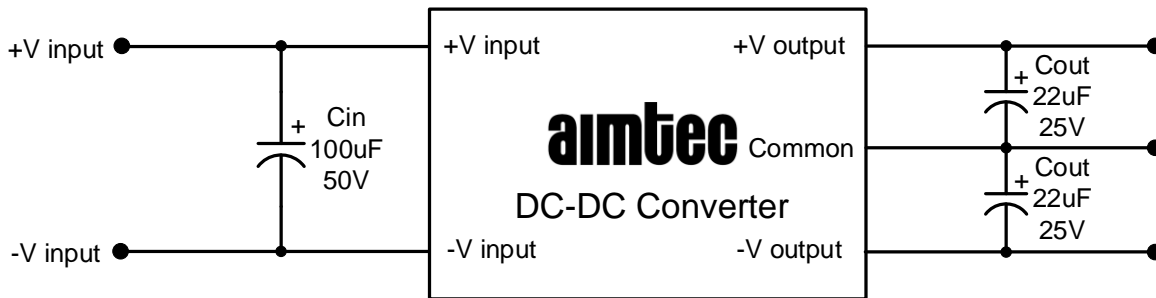 +V input
-V input
+
Cin
100uF
50V
+V input
-V input
aimtec
DC-DC Converter
+V output
Common
-V output
+
Cout
22uF
25V
+
Cout
22uF
25V